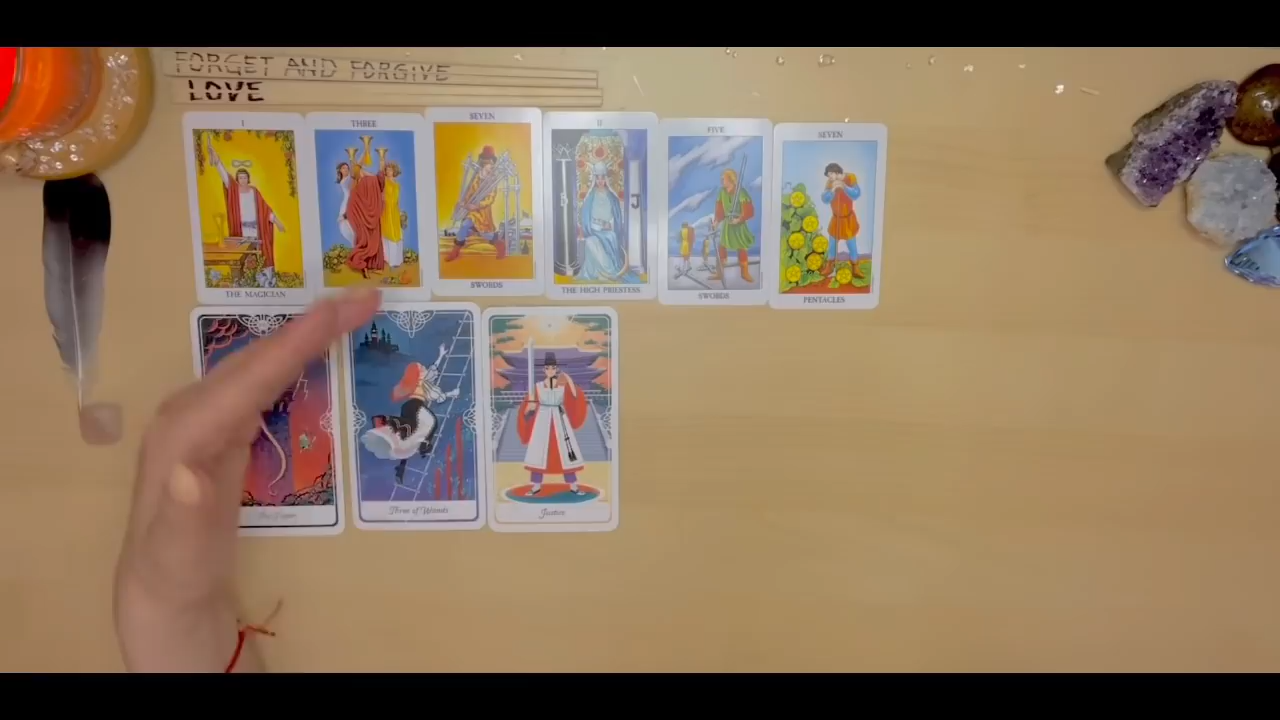 FORGET AND FORGIVE
LOVE
I
THREE
SEVEN
II
FIVE
SEVEN
THE MAGICIAN
SWORDS
THE HIGH PRIESTESS
SWORDS
PENTACLES
J
Three of Wands
Justice